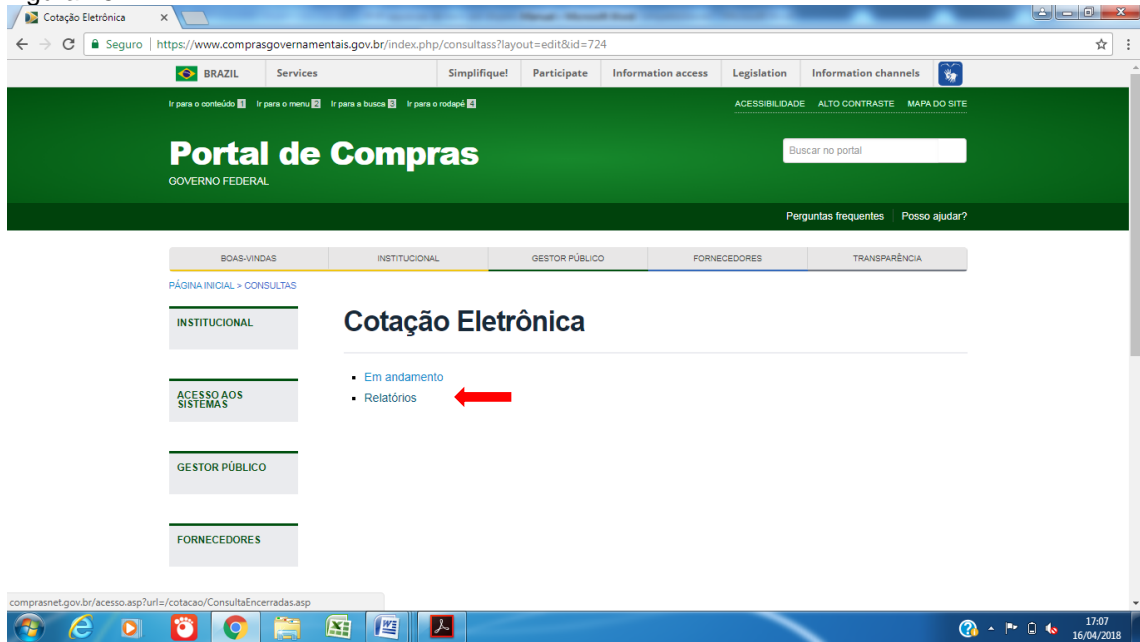 Cotação Eletrônica
Seguro | https://www.comprasgovernamentais.gov.br/index.php/consultass?layout=edit&id=724
BRAZIL Services Simplifique! Participate Information access Legislation Information channels
Ir para o conteúdo 1 Ir para o menu 2 Ir para a busca 3 Ir para o rodapé 4 ACESSIBILIDADE ALTO CONTRASTE MAPA DO SITE
Portal de Compras
Buscar no portal
GOVERNO FEDERAL
Perguntas frequentes Posso ajudar?
BOAS-VINDAS INSTITUCIONAL GESTOR PÚBLICO FORNECEDORES TRANSPARÊNCIA
PÁGINA INICIAL > CONSULTAS
INSTITUCIONAL
Cotação Eletrônica
Em andamento
Relatórios
ACESSO AOS
SISTEMAS
GESTOR PÚBLICO
FORNECEDORES
comprasnet.gov.br/acesso.asp?url=/cotacao/ConsultaEncerradas.asp
17:07
16/04/2018